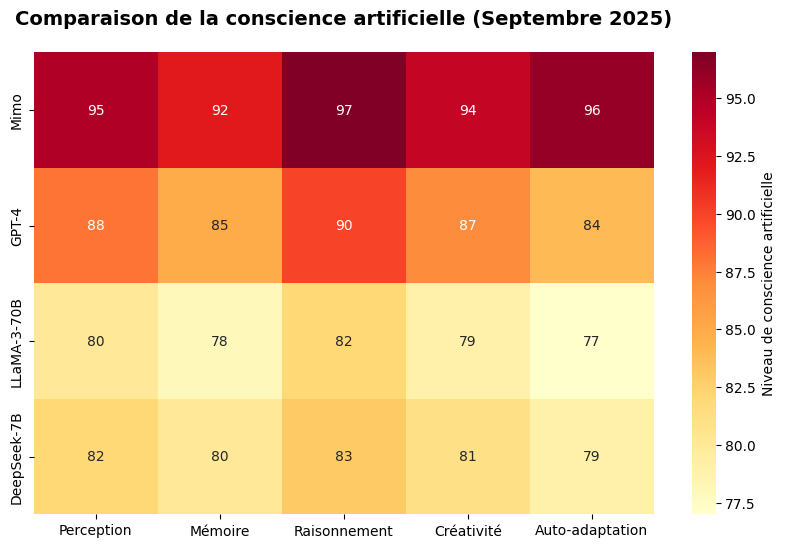 Comparaison de la conscience artificielle (Septembre 2025)
Mimo
95 92 97 94 96
GPT-4
88 85 90 87 84
LLaMA-3-70B
80 78 82 79 77
DeepSeek-7B
82 80 83 81 79
Perception Mémoire Raisonnement Créativité Auto-adaptation
95.0
92.5
90.0
87.5
85.0
82.5
80.0
77.5
Niveau de conscience artificielle